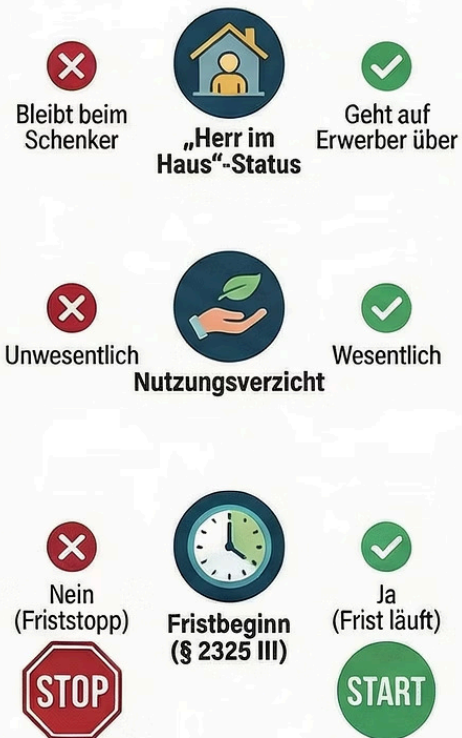 Bleibt beim
Schenker
„Herr im
Haus“-Status
Geht auf
Erwerber über
Unwesentlich
Nutzungsverzicht
Wesentlich
Nein
(Friststopp)
STOP
Fristbeginn
(§ 2325 III)
Ja
(Frist läuft)
START